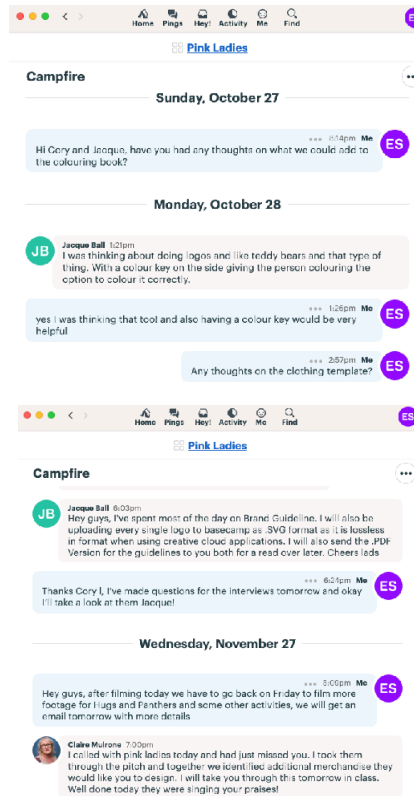 Home Pings Hey! Activity Me Find
E
Pink Ladies
Campfire
Sunday, October 27
Me
ES
Hi Cory and Jacque, have you had any thoughts on what we could add to
the colouring book?
Monday, October 28
JB
Jacque Ball 1:21pm
I was thinking about doing logos and like teddy bears and that type of
thing. With a colour key on the side giving the person colouring the
option to colour it correctly.
1:26pm Me
ES
yes I was thinking that tool and also having a colour key would be very
helpful
2:57pm Me
ES
Any thoughts on the clothing template?
Home Pings Hey! Activity Me Find
ES
Pink Ladies
Campfire
JB
Jacque Ball 6:03pm
Hey guys, I've spent most of the day on Brand Guideline. I will also be
uploading every single logo to basecamp as .SVG format as it is lossless
in format when using creative cloud applications. I will also send the .PDF
Version for the guidelines to you both for a read over later. Cheers lads
6:24pm Me
ES
Thanks Cory I, I've made questions for the interviews tomorrow and okay
I'll take a look at them Jacque!
Wednesday, November 27
Me
ES
Hey guys, after filming today we have to go back on Friday to film more
footage for Hugs and Panthers and some other activities, we will get an
email tomorrow with more details
Claire Mulrone 7:00pm
I called with pink ladies today and had just missed you. I took them
through the pitch and together we identified additional merchandise they
would like you to design. I will take you through this tomorrow in class.
Well done today they were singing your praises!